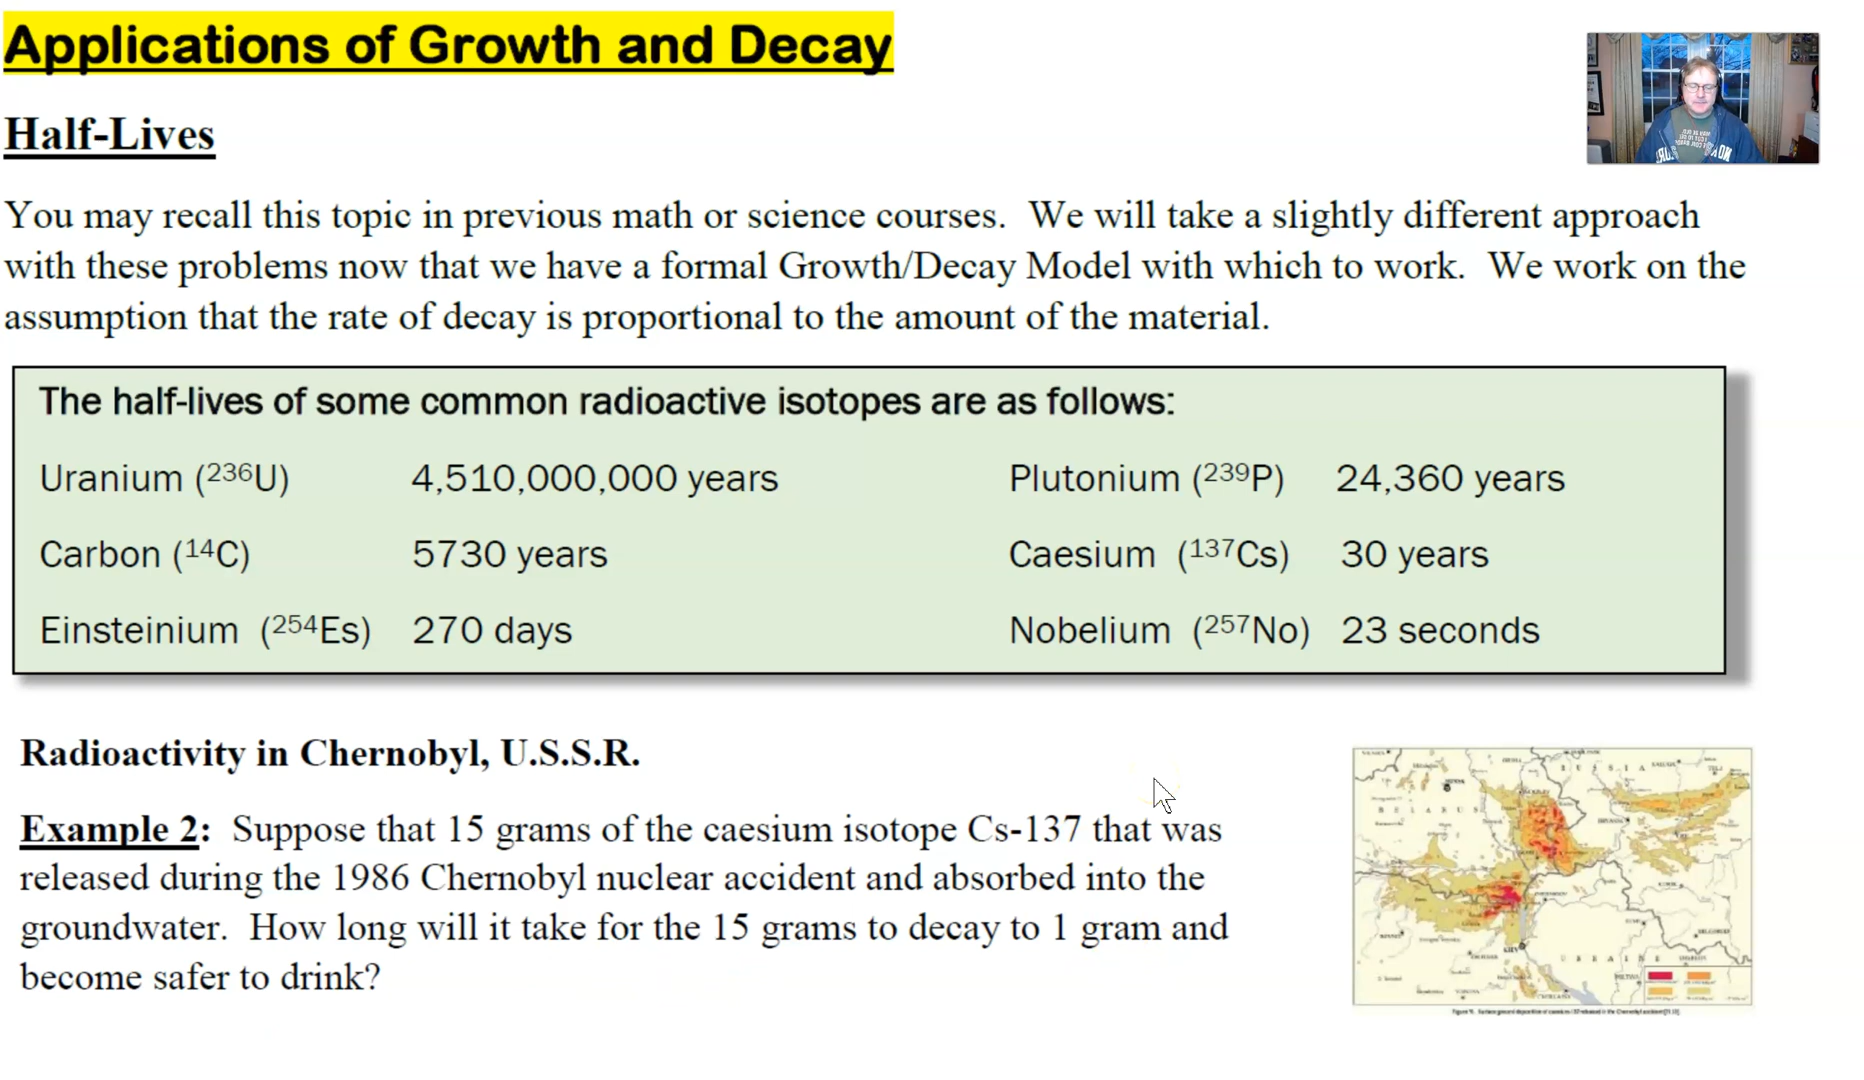 Applications of Growth and Decay
Half-Lives
You may recall this topic in previous math or science courses.  We will take a slightly different approach
with these problems now that we have a formal Growth/Decay Model with which to work.  We work on the
assumption that the rate of decay is proportional to the amount of the material.
The half-lives of some common radioactive isotopes are as follows:
Uranium (²³⁶U) 4,510,000,000 years Plutonium (²³⁹P) 24,360 years
Carbon (¹⁴C) 5730 years Caesium (¹³⁷Cs) 30 years
Einsteinium (²⁵⁴Es) 270 days Nobelium (²⁵⁷No) 23 seconds
Radioactivity in Chernobyl, U.S.S.R.
Example 2:  Suppose that 15 grams of the caesium isotope Cs-137 that was
released during the 1986 Chernobyl nuclear accident and absorbed into the
groundwater.  How long will it take for the 15 grams to decay to 1 gram and
become safer to drink?
RUSSIA
BELARUS
UKRAINE